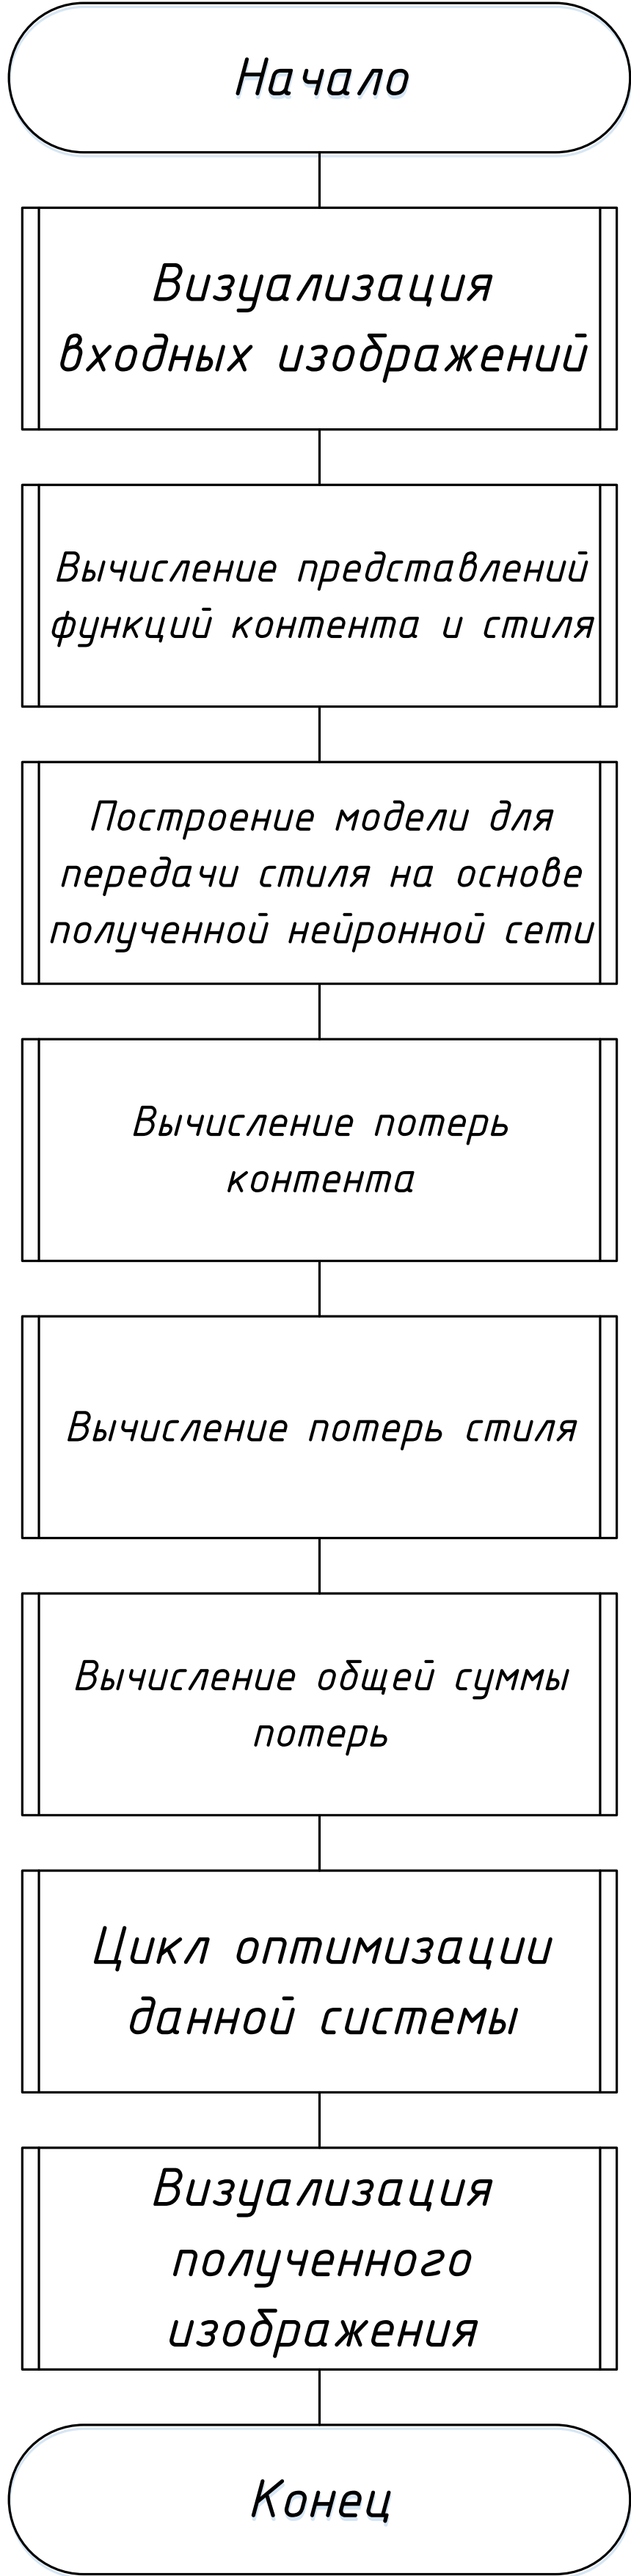 Начало
Визуализация
входных изображений
Вычисление представлений
функций контента и стиля
Построение модели для
передачи стиля на основе
полученной нейронной сети
Вычисление потерь
контента
Вычисление потерь стиля
Вычисление общей суммы
потерь
Цикл оптимизации
данной системы
Визуализация
полученного
изображения
Конец